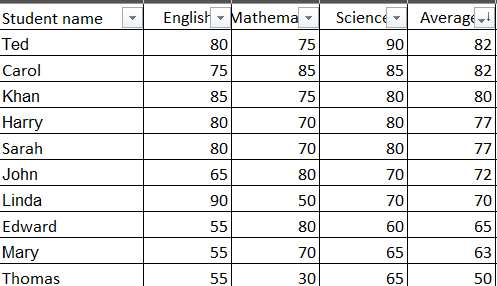 Student name English Mathema Science Average
Ted 80 75 90 82
Carol 75 85 85 82
Khan 85 75 80 80
Harry 80 70 80 77
Sarah 80 70 80 77
John 65 80 70 72
Linda 90 50 70 70
Edward 55 80 60 65
Mary 55 70 65 63
Thomas 55 30 65 50